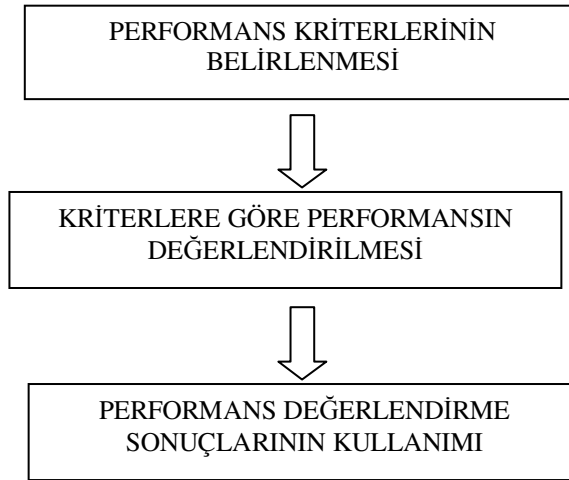 PERFORMANS KRİTERLERİNİN
BELİRLENMESİ
KRİTERLERE GÖRE PERFORMANSIN
DEĞERLENDİRİLMESİ
PERFORMANS DEĞERLENDİRME
SONUÇLARININ KULLANIMI